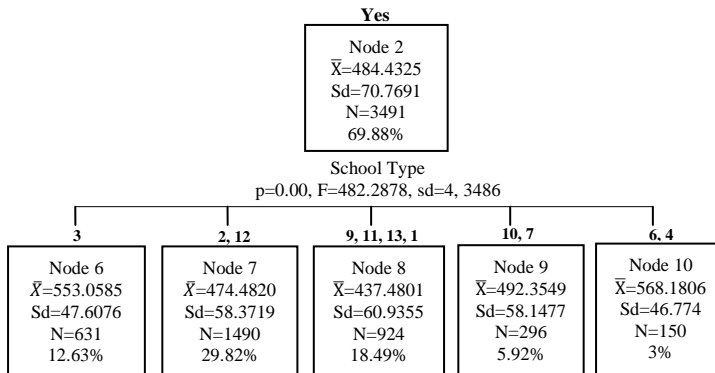 Yes
Node 2
X̅=484.4325
Sd=70.7691
N=3491
69.88%
School Type
p=0.00, F=482.2878, sd=4, 3486
3
2, 12
9, 11, 13, 1
10, 7
6, 4
Node 6
X̅=553.0585
Sd=47.6076
N=631
12.63%
Node 7
X̅=474.4820
Sd=58.3719
N=1490
29.82%
Node 8
X̅=437.4801
Sd=60.9355
N=924
18.49%
Node 9
X̅=492.3549
Sd=58.1477
N=296
5.92%
Node 10
X̅=568.1806
Sd=46.774
N=150
3%